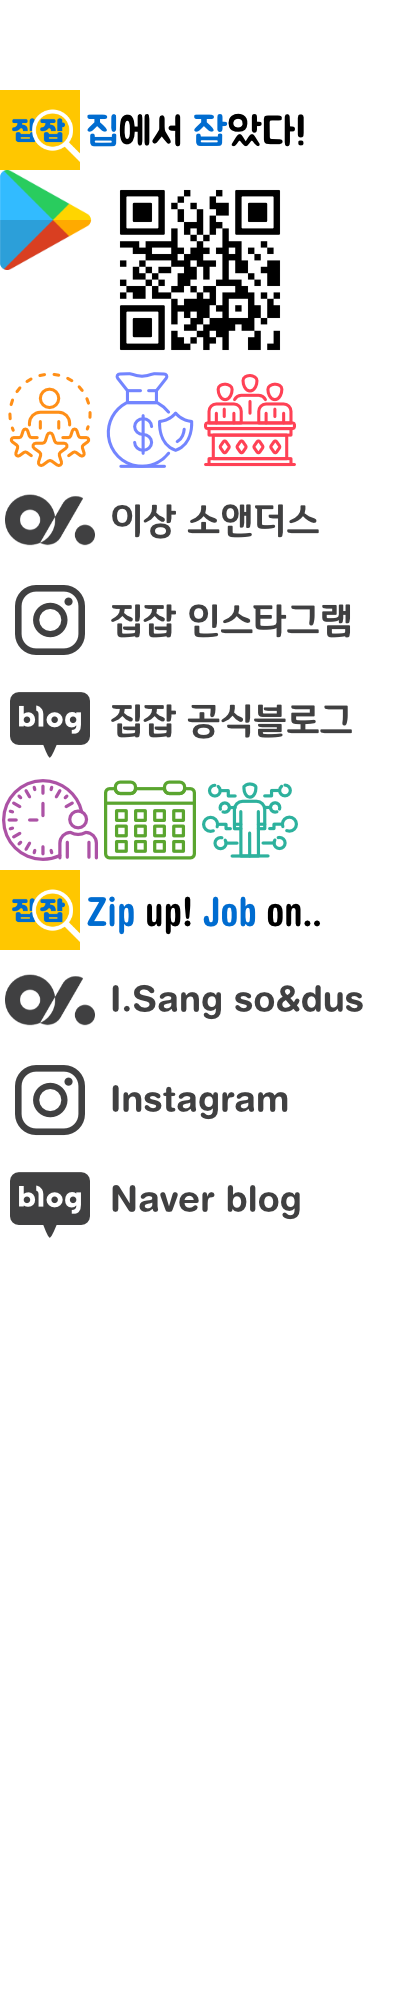 집잡 집에서 잡았다!
$
이상 소앤더스
집잡 인스타그램
blog 집잡 공식블로그
집잡 Zip up! Job on..
I.Sang so&dus
Instagram
blog Naver blog